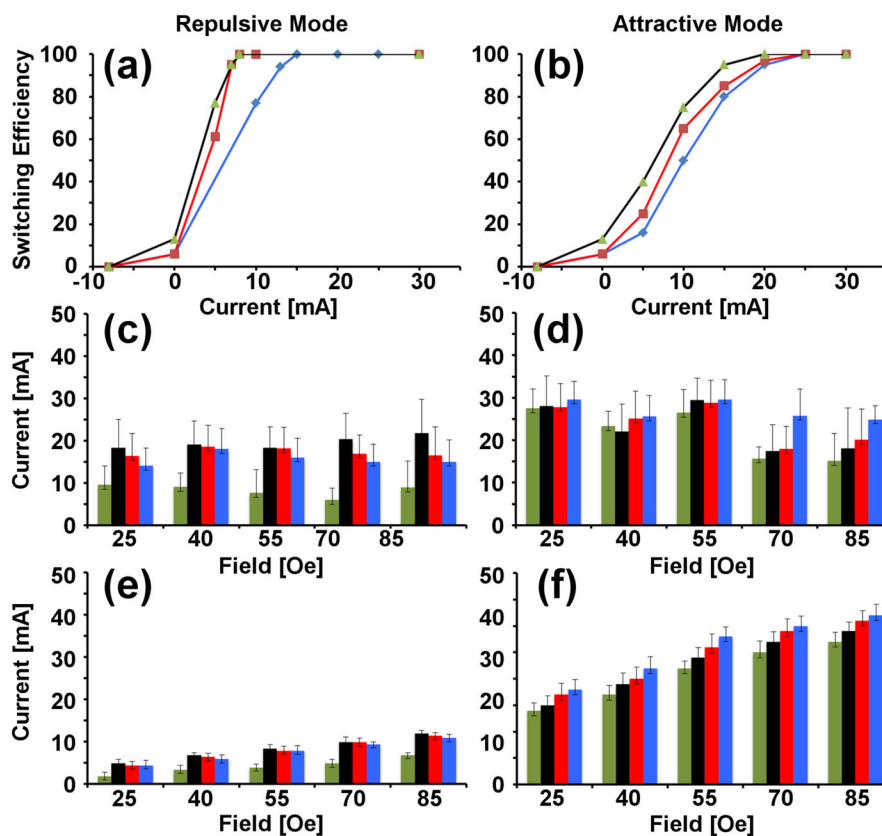 Repulsive Mode Attractive Mode
(a) (b)
Switching Efficiency
100 100
80 80
60 60
40 40
20 20
0 0
-10 0 10 20 30 -10 0 10 20 30
Current [mA] Current [mA]
(c) (d)
Current [mA]
50 50
40 40
30 30
20 20
10 10
0 0
25 40 55 70 85 25 40 55 70 85
Field [Oe] Field [Oe]
(e) (f)
Current [mA]
50 50
40 40
30 30
20 20
10 10
0 0
25 40 55 70 85 25 40 55 70 85
Field [Oe] Field [Oe]